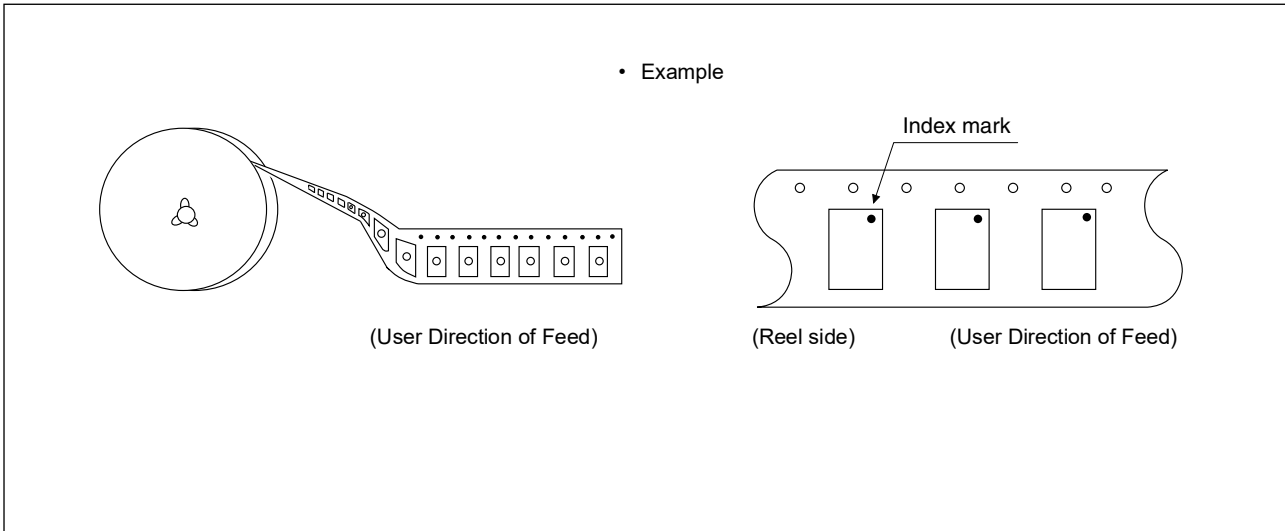 • Example
Index mark
(User Direction of Feed)
(Reel side)
(User Direction of Feed)